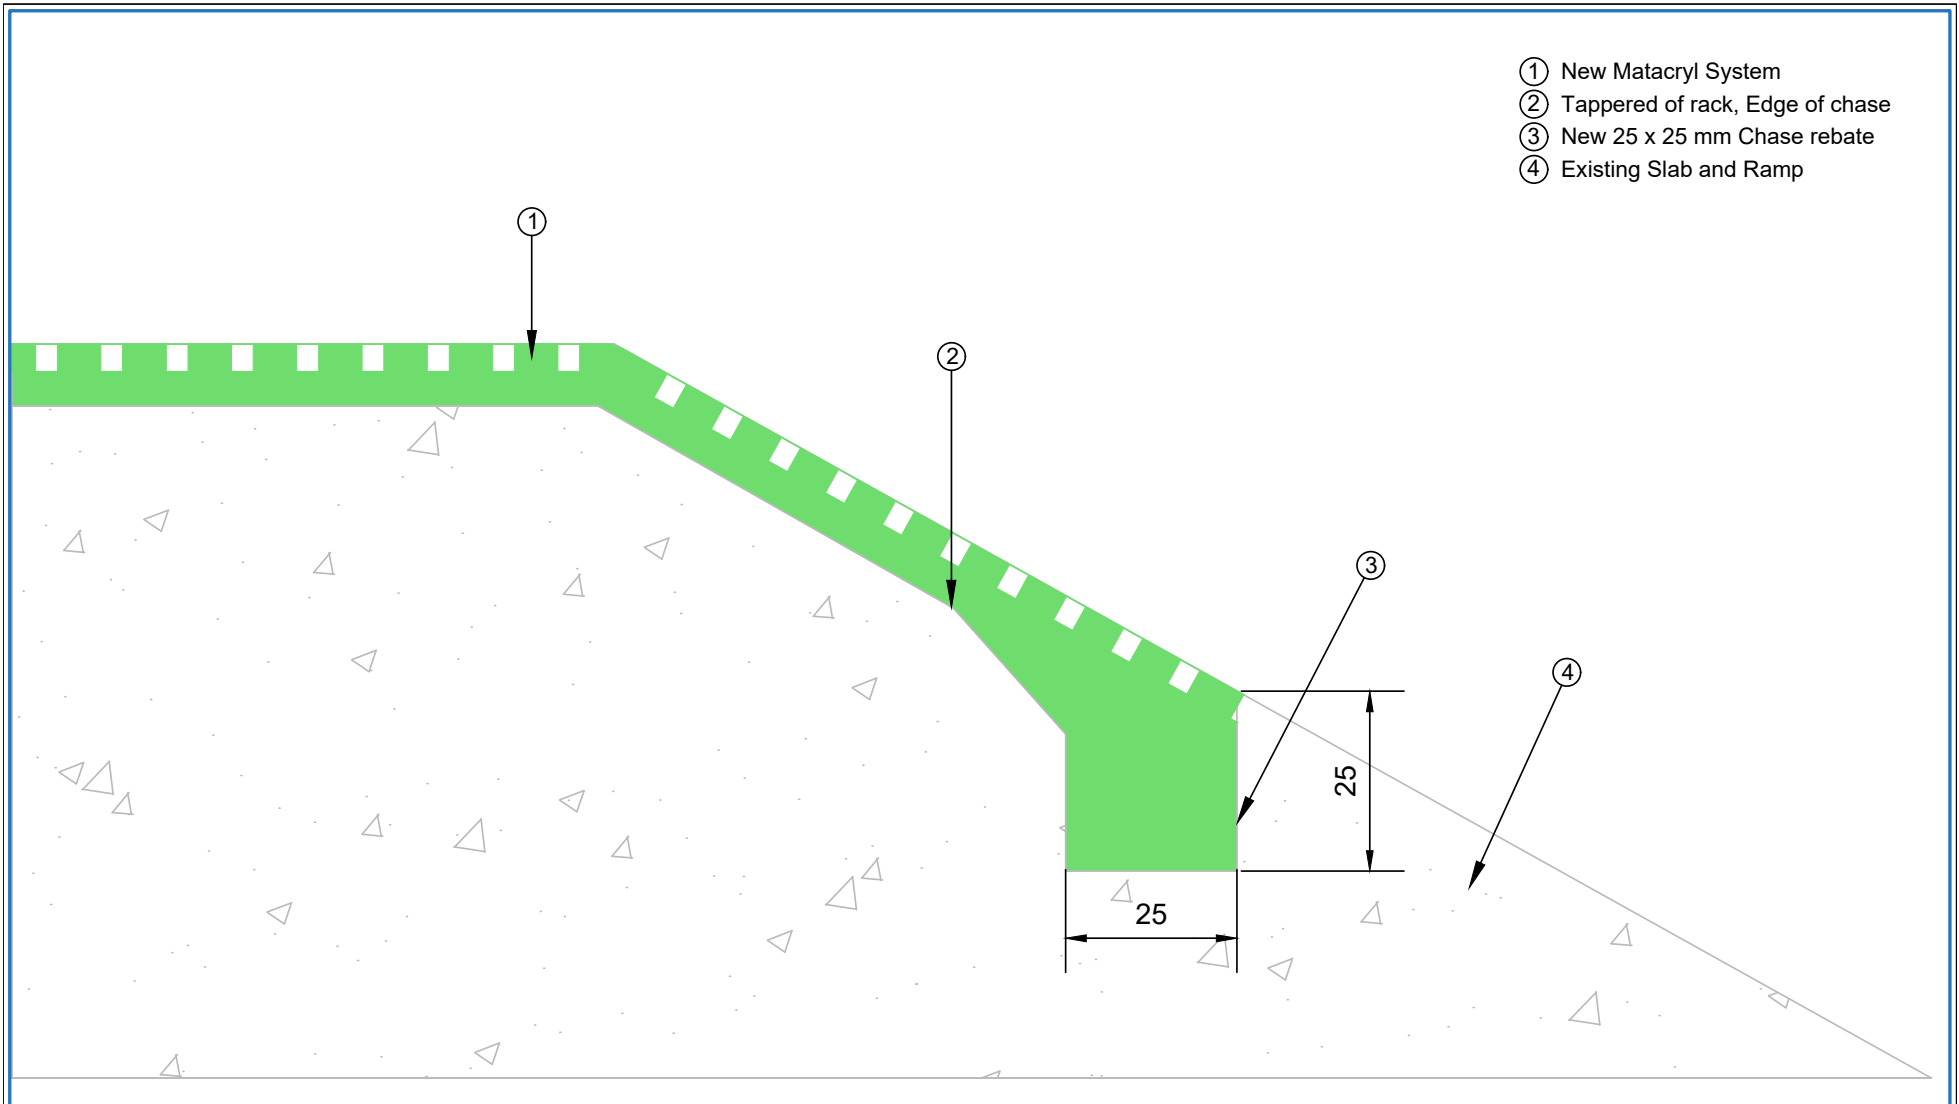 ① New Matacryl System
② Tappered of rack, Edge of chase
③ New 25 x 25 mm Chase rebate
④ Existing Slab and Ramp
①
②
③
④
25
25